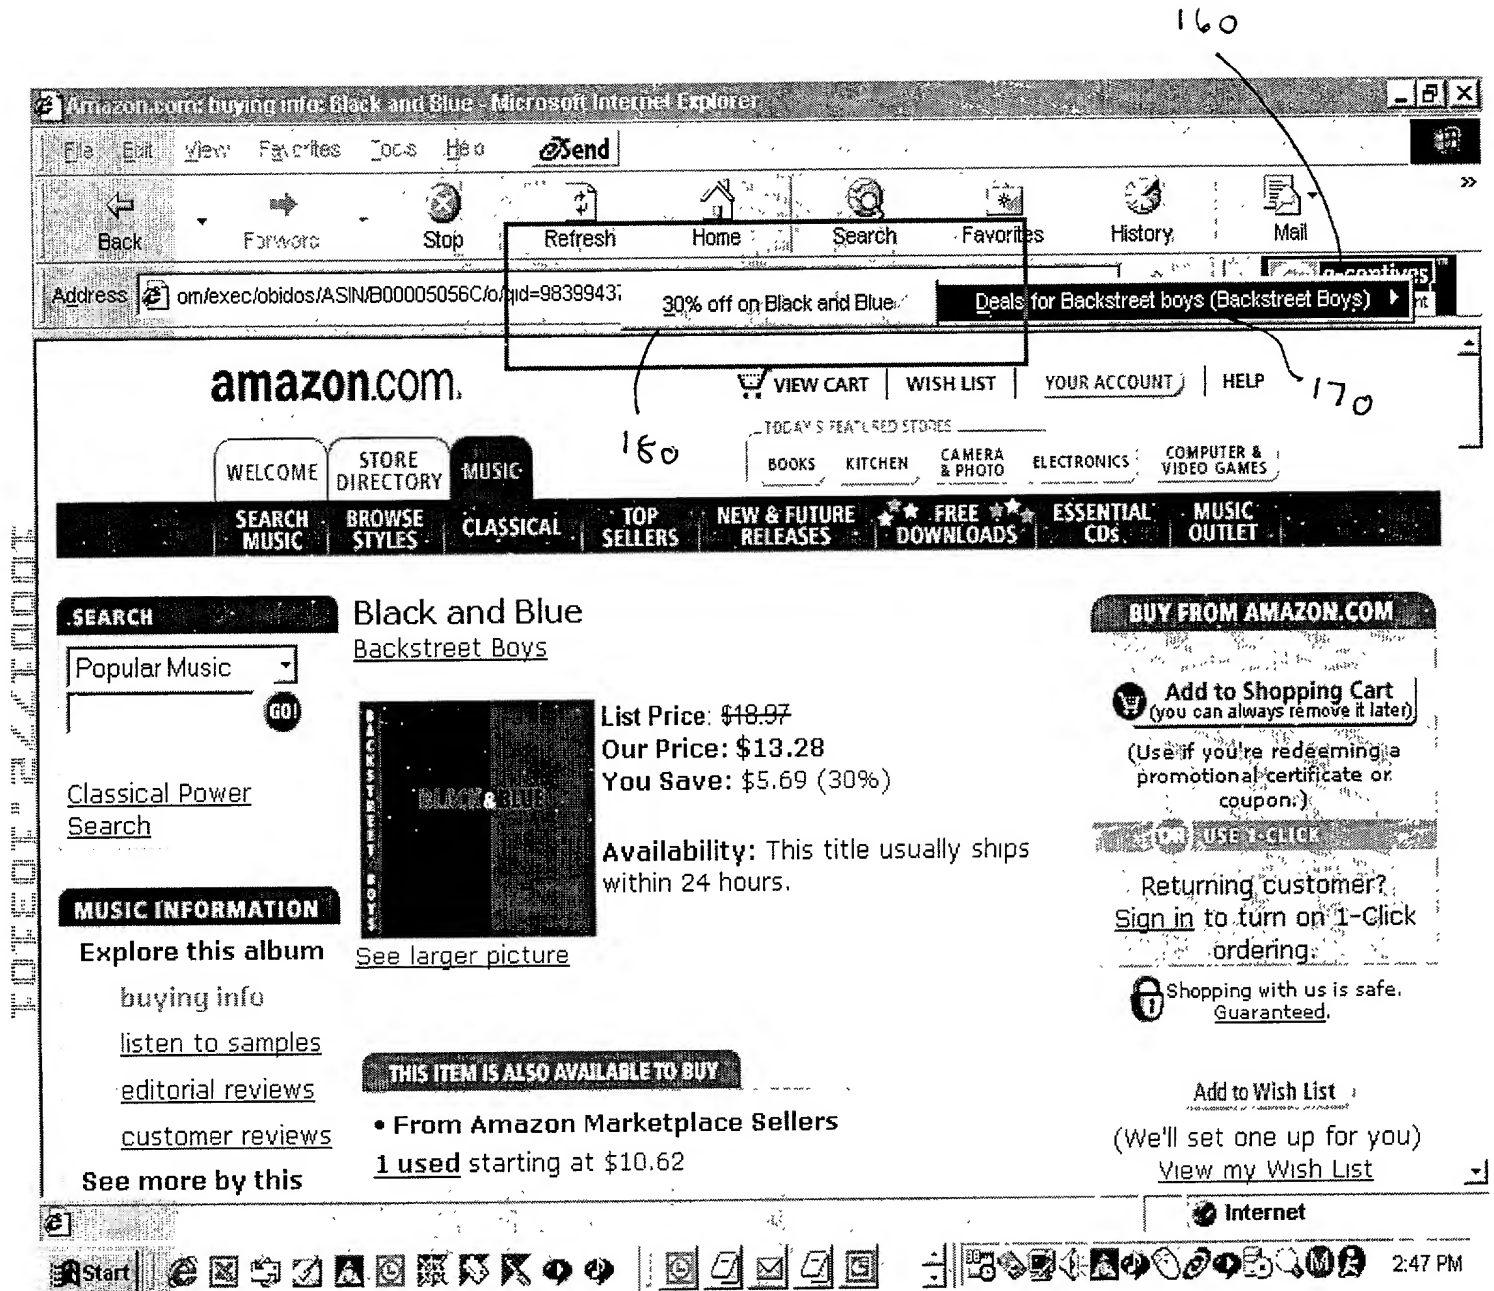 160
Amazon.com: buying info: Black and Blue - Microsoft Internet Explorer
File Edit View Favorites Tools Help Send
Back Forward Stop Refresh Home Search Favorites History Mail »
Address om/exec/obidos/ASIN/B00005056C/o/qid=98399437
30% off on Black and Blue
Deals for Backstreet boys (Backstreet Boys)
amazon.com.
VIEW CART | WISH LIST | YOUR ACCOUNT | HELP
170
180
TODAY'S FEATURED STORES
BOOKS KITCHEN CAMERA & PHOTO ELECTRONICS COMPUTER & VIDEO GAMES
WELCOME STORE DIRECTORY MUSIC
SEARCH MUSIC BROWSE STYLES CLASSICAL TOP SELLERS NEW & FUTURE RELEASES FREE DOWNLOADS ESSENTIAL CDs MUSIC OUTLET
SEARCH
Popular Music
GO!
Classical Power
Search
MUSIC INFORMATION
Explore this album
buying info
listen to samples
editorial reviews
customer reviews
See more by this
Black and Blue
Backstreet Boys
BACKSTREET BOYS
BLACK & BLUE
See larger picture
List Price: $18.97
Our Price: $13.28
You Save: $5.69 (30%)
Availability: This title usually ships
within 24 hours.
THIS ITEM IS ALSO AVAILABLE TO BUY
• From Amazon Marketplace Sellers
1 used starting at $10.62
BUY FROM AMAZON.COM
Add to Shopping Cart
(you can always remove it later)
(Use if you're redeeming a
promotional certificate or
coupon.)
OR USE 1-CLICK
Returning customer?
Sign in to turn on 1-Click
ordering.
Shopping with us is safe.
Guaranteed.
Add to Wish List
(We'll set one up for you)
View my Wish List
Internet
Start
2:47 PM